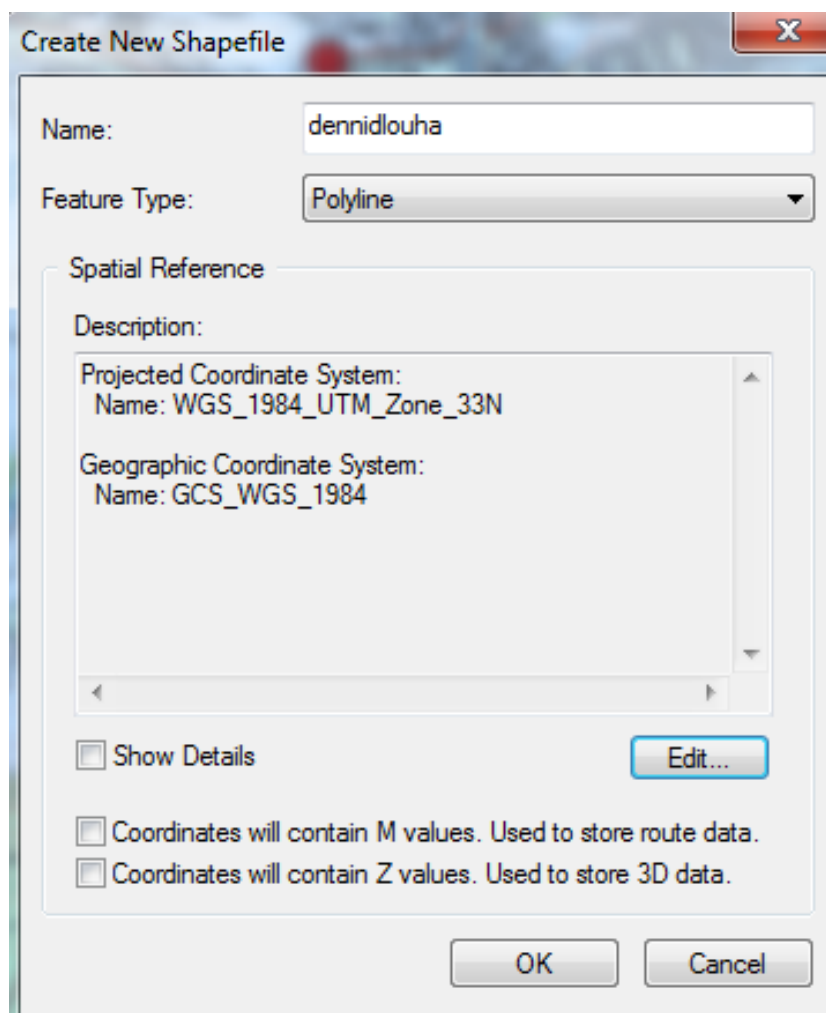 Create New Shapefile
Name:
dennidlouha
Feature Type:
Polyline
Spatial Reference
Description:
Projected Coordinate System:
Name: WGS_1984_UTM_Zone_33N
Geographic Coordinate System:
Name: GCS_WGS_1984
Show Details
Edit...
Coordinates will contain M values. Used to store route data.
Coordinates will contain Z values. Used to store 3D data.
OK
Cancel